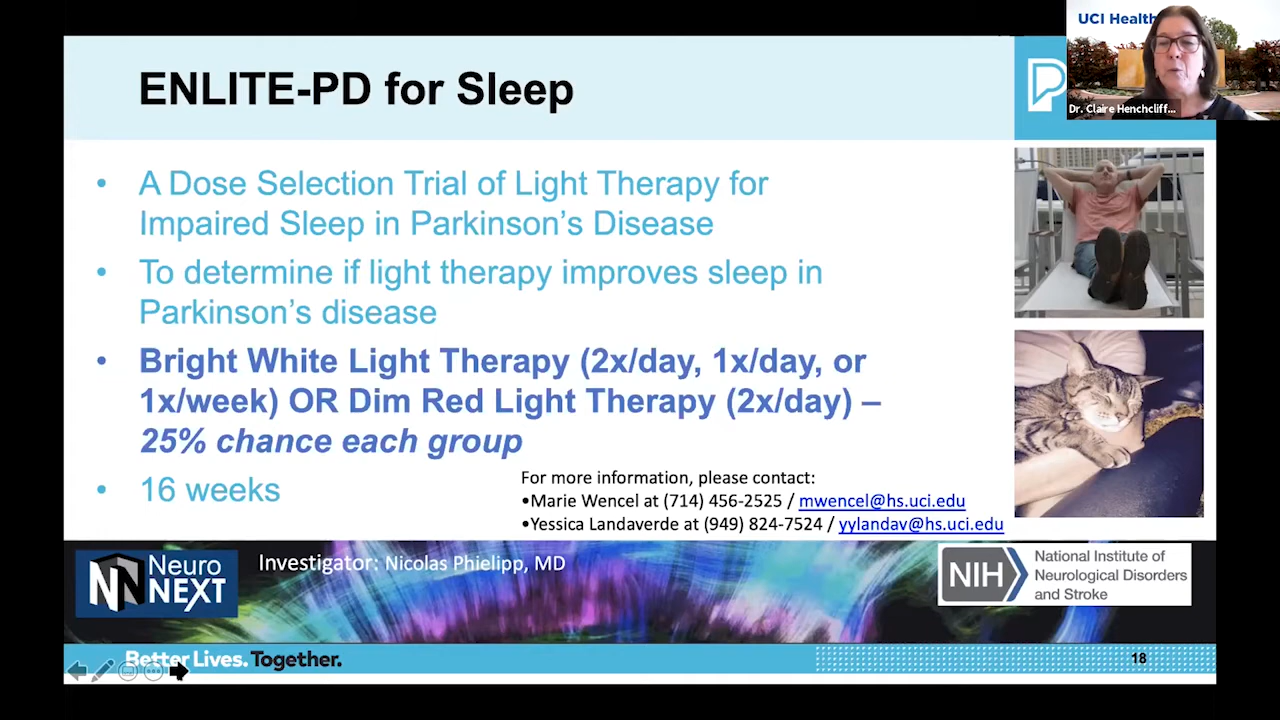 UCI Health
Dr. Claire Henchcliff...
ENLITE-PD for Sleep
• A Dose Selection Trial of Light Therapy for
Impaired Sleep in Parkinson's Disease
• To determine if light therapy improves sleep in
Parkinson's disease
• Bright White Light Therapy (2x/day, 1x/day, or
1x/week) OR Dim Red Light Therapy (2x/day) –
25% chance each group
• 16 weeks
For more information, please contact:
•Marie Wencel at (714) 456-2525 / mwencel@hs.uci.edu
•Yessica Landaverde at (949) 824-7524 / yylandav@hs.uci.edu
Neuro
NEXT
Investigator: Nicolas Phielipp, MD
NIH
National Institute of
Neurological Disorders
and Stroke
Better Lives. Together.
18